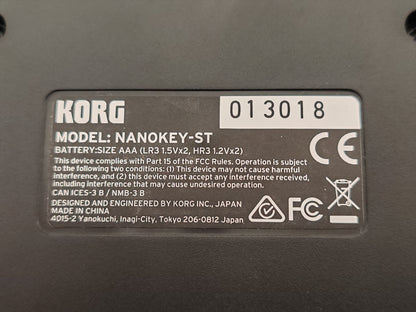 KORG
013018
MODEL: NANOKEY-ST
BATTERY:SIZE AAA (LR3 1.5Vx2, HR3 1.2Vx2)
This device complies with Part 15 of the FCC Rules. Operation is subject
to the following two conditions: (1) This device may not cause harmful
interference, and (2) this device must accept any interference received,
including interference that may cause undesired operation.
CAN ICES-3 B / NMB-3 B
DESIGNED AND ENGINEERED BY KORG INC., JAPAN
MADE IN CHINA
4015-2 Yanokuchi, Inagi-City, Tokyo 206-0812 Japan
CE
FC